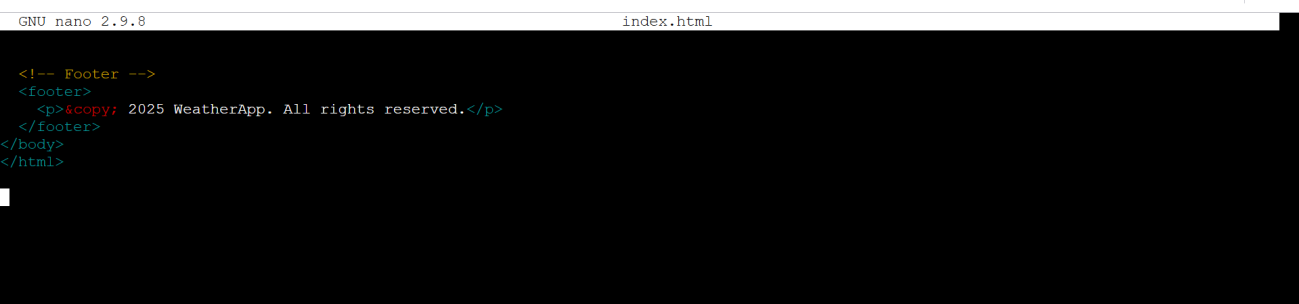 GNU nano 2.9.8 index.html
<!-- Footer -->
<footer>
<p>&copy; 2025 WeatherApp. All rights reserved.</p>
</footer>
</body>
</html>